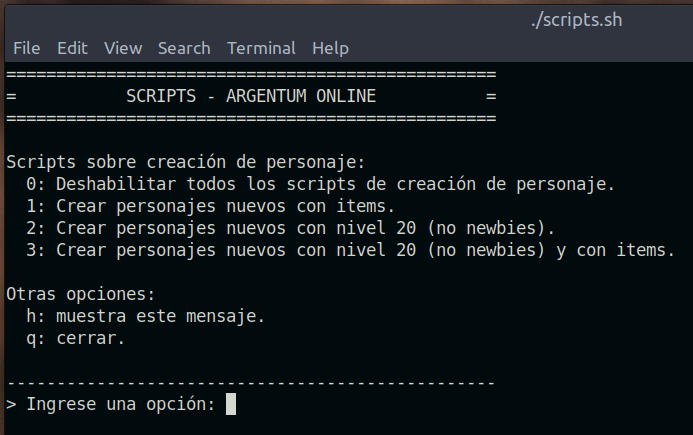 ./scripts.sh
File Edit View Search Terminal Help
=================================================
= SCRIPTS - ARGENTUM ONLINE =
=================================================
Scripts sobre creación de personaje:
0: Deshabilitar todos los scripts de creación de personaje.
1: Crear personajes nuevos con items.
2: Crear personajes nuevos con nivel 20 (no newbies).
3: Crear personajes nuevos con nivel 20 (no newbies) y con items.
Otras opciones:
h: muestra este mensaje.
q: cerrar.
-------------------------------------------------
> Ingrese una opción: